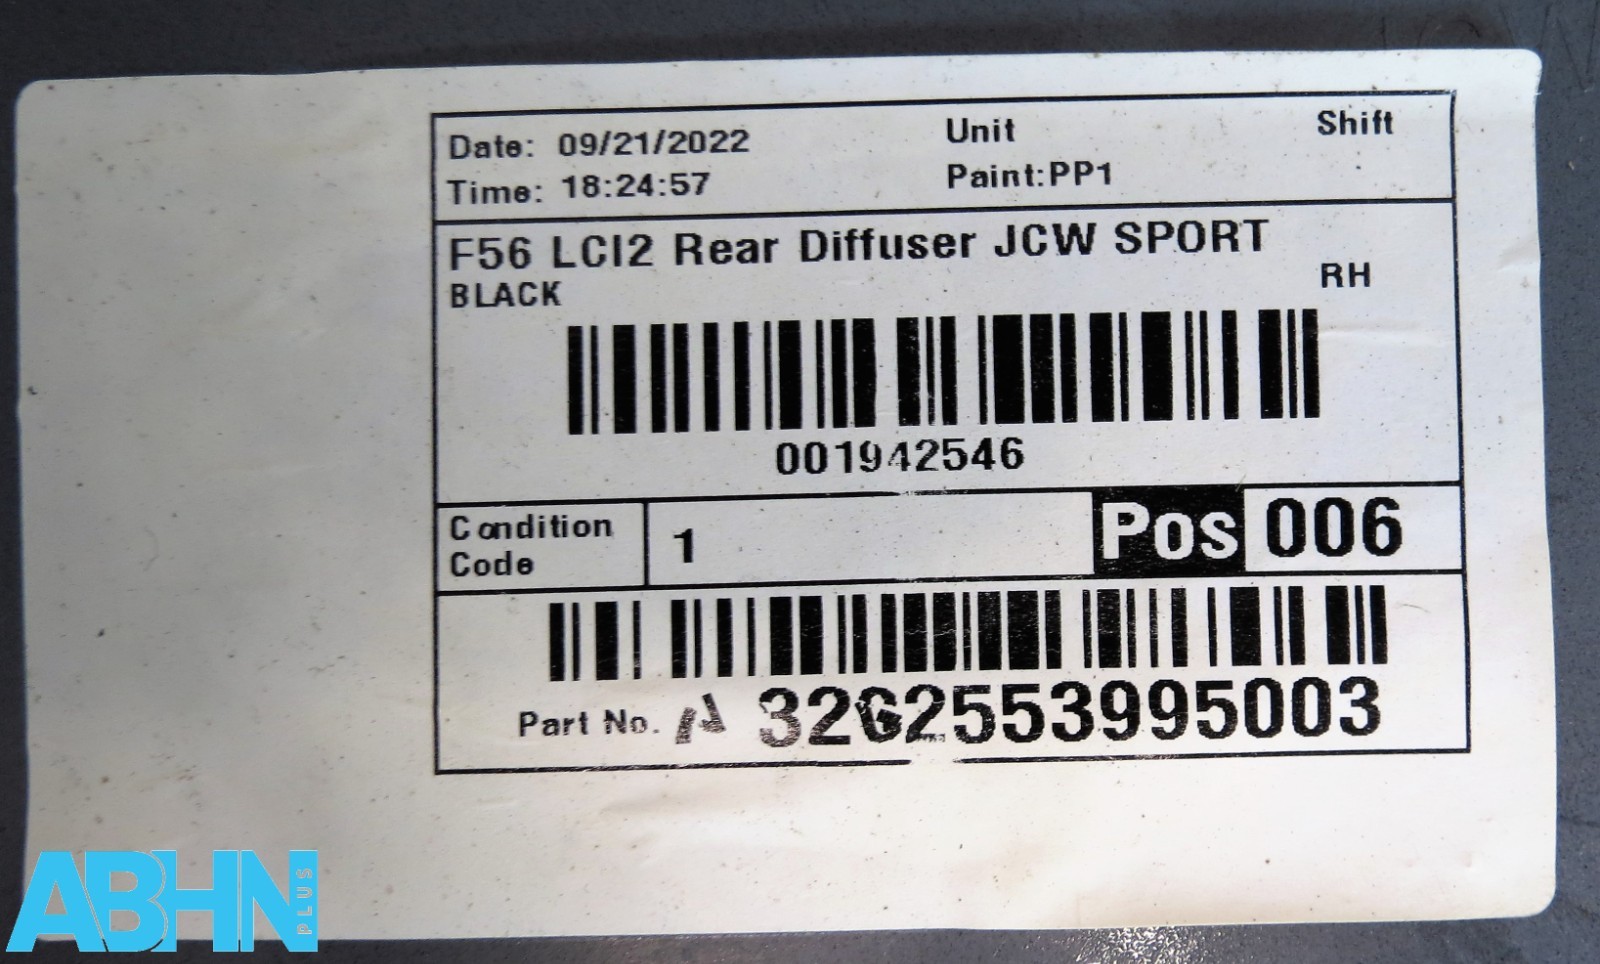 Date: 09/21/2022
Unit
Shift
Time: 18:24:57
Paint:PP1
F56 LCI2 Rear Diffuser JCW SPORT
BLACK
RH
001942546
Condition
Code
1
Pos 006
Part No. A 32G2553995003
ABHN
PLUS